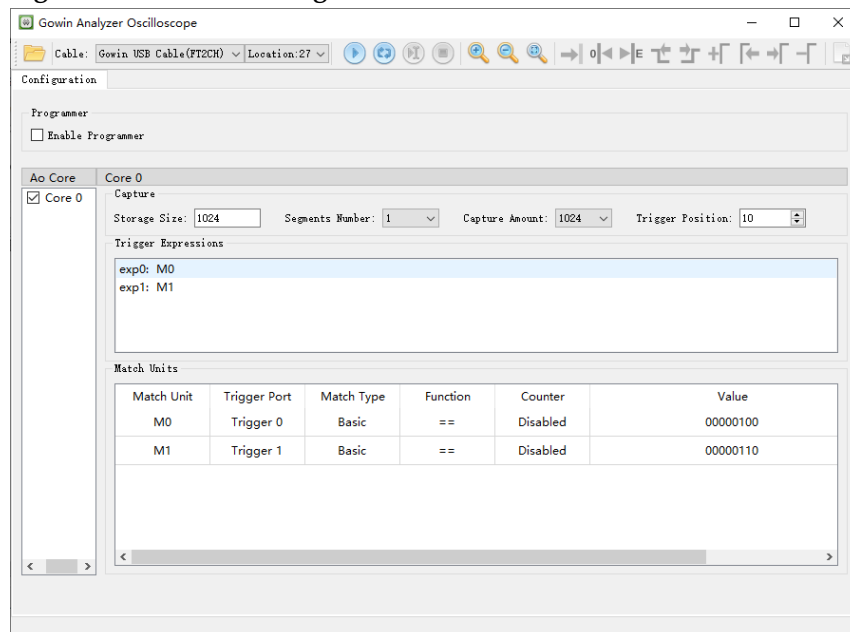 Gowin Analyzer Oscilloscope
Cable: Gowin USB Cable(FT2CH) Location:27
Configuration
Programmer
Enable Programmer
Ao Core Core 0
Core 0
Capture
Storage Size: 1024 Segments Number: 1 Capture Amount: 1024 Trigger Position: 10
Trigger Expressions
exp0: M0
exp1: M1
Match Units
Match Unit Trigger Port Match Type Function Counter Value
M0 Trigger 0 Basic == Disabled 00000100
M1 Trigger 1 Basic == Disabled 00000110